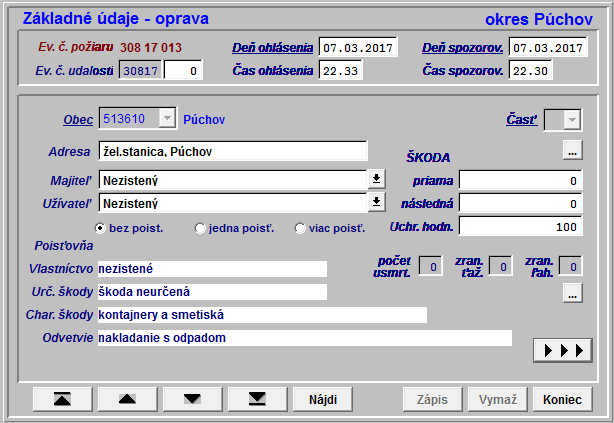 Základné údaje - oprava okres Púchov
Ev. č. požiaru 308 17 013 Deň ohlásenia 07.03.2017 Deň spozorov. 07.03.2017
Ev. č. udalosti 30817 0 Čas ohlásenia 22.33 Čas spozorov. 22.30
Obec 513610 Púchov Časť
Adresa žel.stanica, Púchov ŠKODA ...
Majiteľ Nezistený priama 0
Užívateľ Nezistený následná 0
bez poist. jedna poisť. viac poisť. Uchr. hodn. 100
Poisťovňa
Vlastníctvo nezistené počet usmrt. 0 zran. ťaž. 0 zran. ľah. 0
Urč. škody škoda neurčená ...
Char. škody kontajnery a smetiská
Odvetvie nakladanie s odpadom
Nájdi Zápis Vymaž Koniec